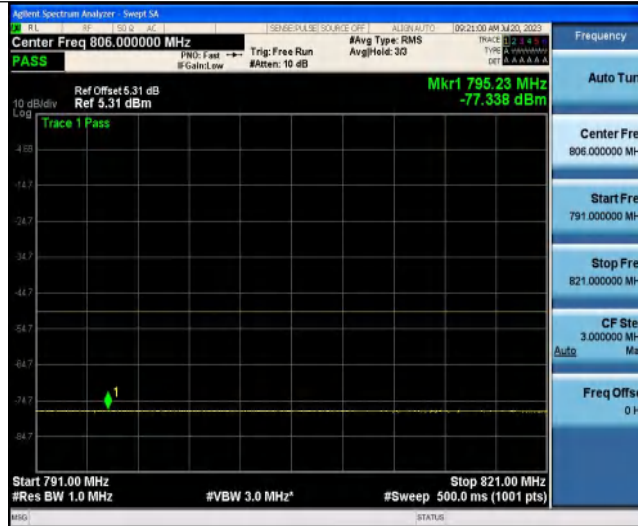 Agilent Spectrum Analyzer - Swept SA
RL RF 50 Ω AC SENSE:PULSE SOURCE OFF ALIGN AUTO 09:21:00 AM Jul 20, 2023
Center Freq 806.000000 MHz
#Avg Type: RMS
TRACE 1 2 3 4 5 6
PASS
PNO: Fast
Trig: Free Run
Avg|Hold: 3/3
TYPE A
IFGain:Low
#Atten: 10 dB
DET A A A A A A
Mkr1 795.23 MHz
-77.338 dBm
Ref Offset 5.31 dB
10 dB/div Ref 5.31 dBm
Log
Trace 1 Pass
-4.69
-14.7
-24.7
-34.7
-44.7
-54.7
-64.7
-74.7
-84.7
1
Start 791.00 MHz
Stop 821.00 MHz
#Res BW 1.0 MHz
#VBW 3.0 MHz*
#Sweep 500.0 ms (1001 pts)
MSG
STATUS
Frequency
Auto Tun
Center Fre
806.000000 MH
Start Fre
791.000000 MH
Stop Fre
821.000000 MH
CF Ste
3.000000 MH
Auto Ma
Freq Offse
0 H